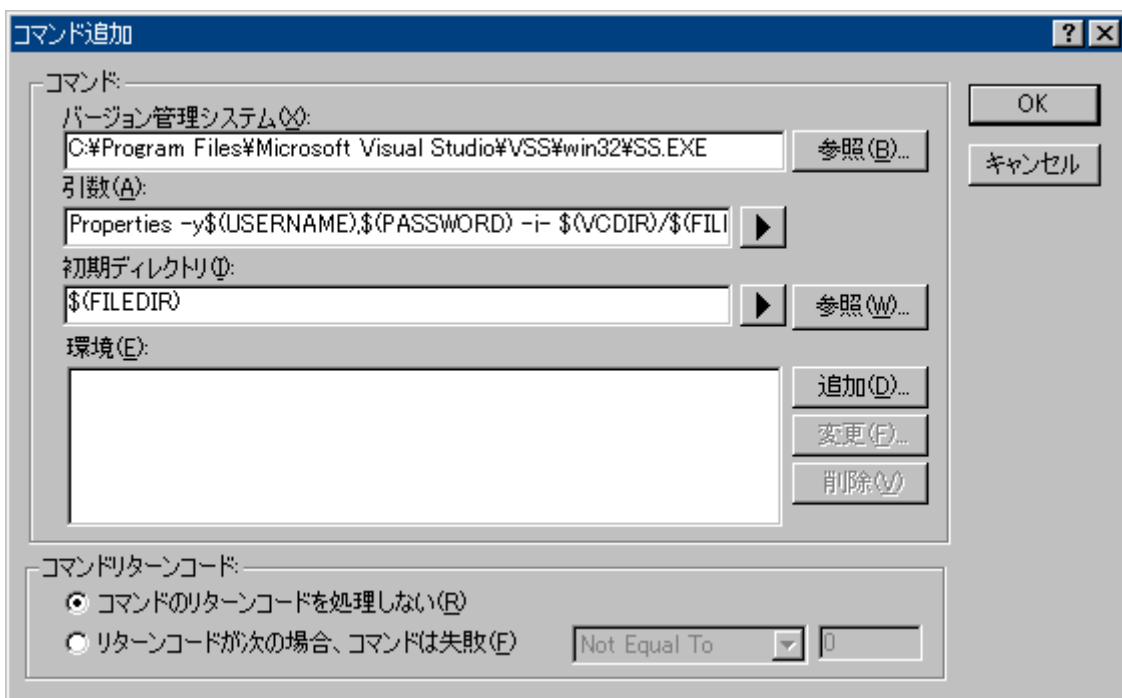 コマンド追加
コマンド:
バージョン管理システム(X):
C:¥Program Files¥Microsoft Visual Studio¥VSS¥win32¥SS.EXE
参照(B)...
引数(A):
Properties -y$(USERNAME),$(PASSWORD) -i- $(VCDIR)/$(FILE
初期ディレクトリ(I):
$(FILEDIR)
参照(W)...
環境(E):
追加(D)...
変更(F)...
削除(V)
OK
キャンセル
コマンドリターンコード:
コマンドのリターンコードを処理しない(R)
リターンコードが次の場合、コマンドは失敗(F)
Not Equal To
0